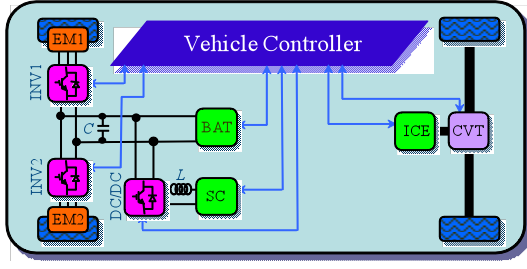 EM1
Vehicle Controller
INV1
C
BAT
ICE
CVT
INV2
DC/DC
L
SC
EM2